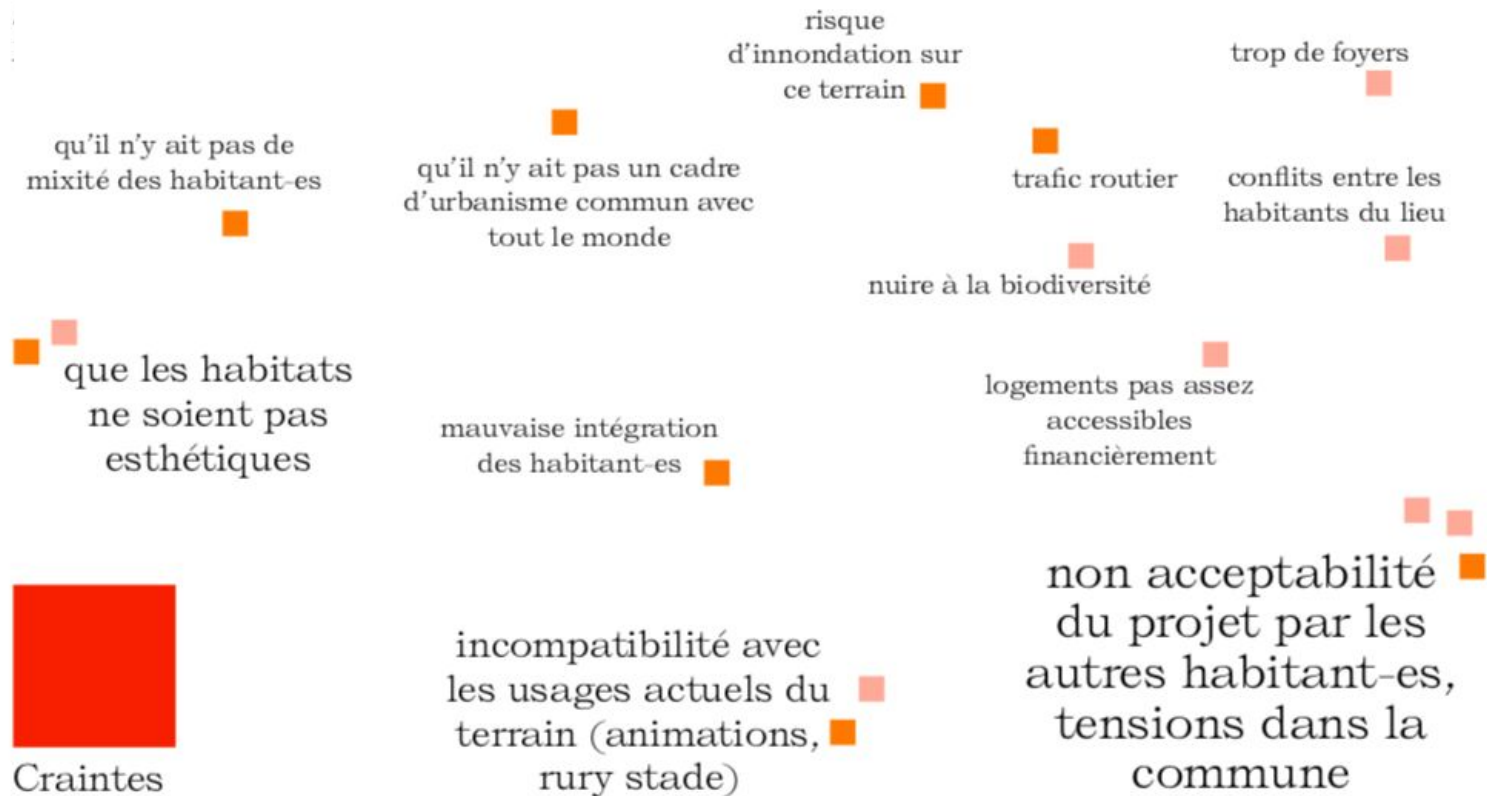 risque
d'innondation sur
ce terrain
trop de foyers
qu'il n'y ait pas de
mixité des habitant-es
qu'il n'y ait pas un cadre
d'urbanisme commun avec
tout le monde
trafic routier
conflits entre les
habitants du lieu
nuire à la biodiversité
que les habitats
ne soient pas
esthétiques
mauvaise intégration
des habitant-es
logements pas assez
accessibles
financièrement
non acceptabilité
du projet par les
autres habitant-es,
tensions dans la
commune
incompatibilité avec
les usages actuels du
terrain (animations,
rury stade)
Craintes